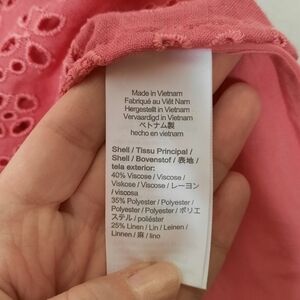 Made in Vietnam
Fabriqué au Viêt Nam
Hergestellt in Vietnam
Vervaardigd in Vietnam
ベトナム製
hecho en vietnam
Shell / Tissu Principal /
Shell / Bovenstof / 表地 /
tela exterior:
40% Viscose / Viscose /
Viskose / Viscose / レーヨン
/ viscosa
35% Polyester / Polyester
/ Polyester / Polyester / ポリエ
ステル / poliéster
25% Linen / Lin / Leinen /
Linnen / 麻 / lino